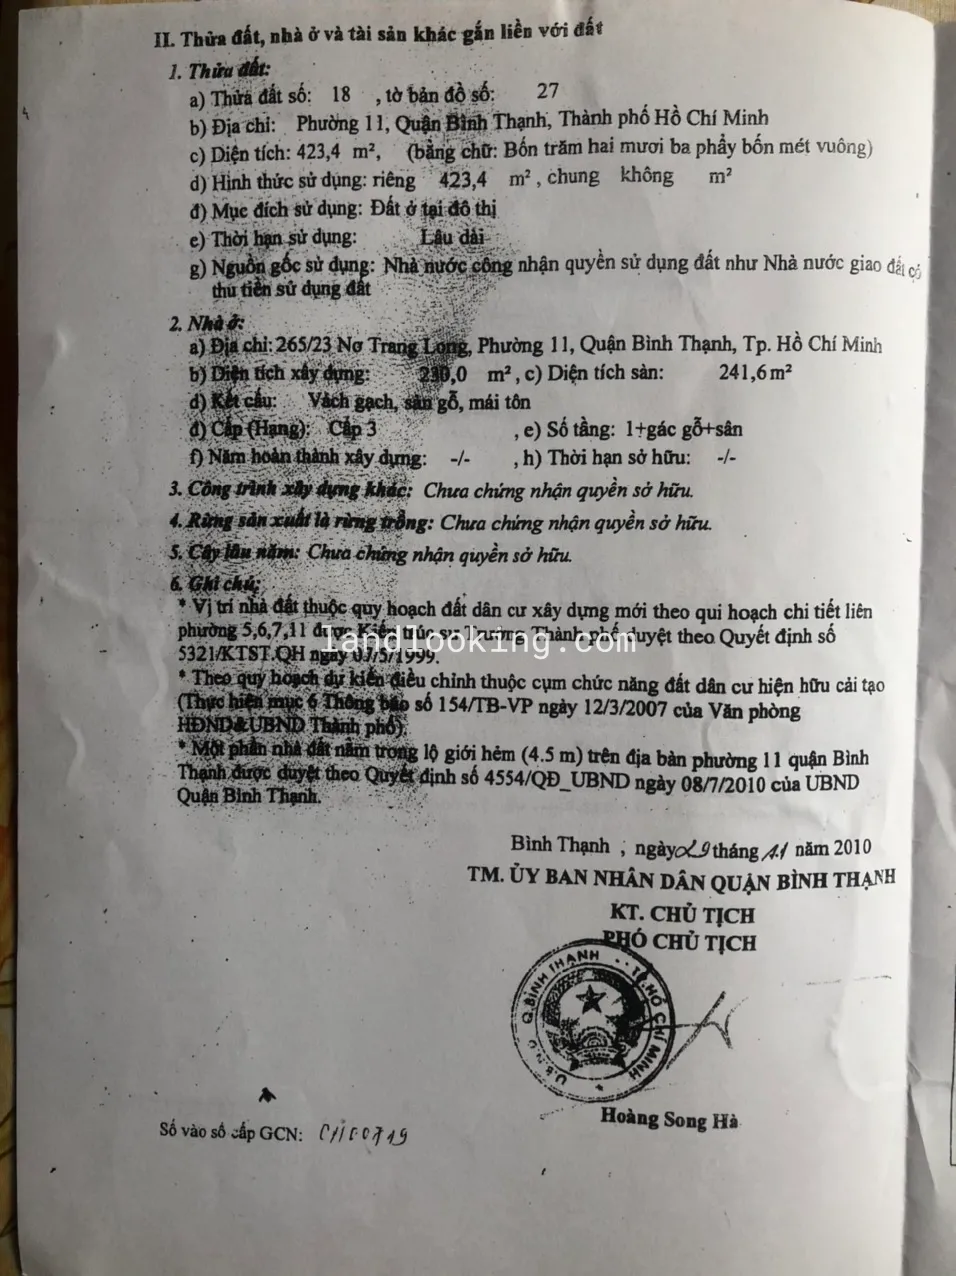 II. Thửa đất, nhà ở và tài sản khác gắn liền với đất
1. Thửa đất:
a) Thửa đất số: 18 , tờ bản đồ số: 27
b) Địa chỉ: Phường 11, Quận Bình Thạnh, Thành phố Hồ Chí Minh
c) Diện tích: 423,4 m², (bằng chữ: Bốn trăm hai mươi ba phẩy bốn mét vuông)
d) Hình thức sử dụng: riêng 423,4 m², chung không m²
đ) Mục đích sử dụng: Đất ở tại đô thị
e) Thời hạn sử dụng: Lâu dài
g) Nguồn gốc sử dụng: Nhà nước công nhận quyền sử dụng đất như Nhà nước giao đất có
thu tiền sử dụng đất
2. Nhà ở:
a) Địa chỉ: 265/23 Nơ Trang Long, Phường 11, Quận Bình Thạnh, Tp. Hồ Chí Minh
b) Diện tích xây dựng: 230,0 m², c) Diện tích sàn: 241,6 m²
d) Kết cấu: Vách gạch, sàn gỗ, mái tôn
đ) Cấp (Hạng): Cấp 3 , e) Số tầng: 1+gác gỗ+sân
f) Năm hoàn thành xây dựng: -/- , h) Thời hạn sở hữu: -/-
3. Công trình xây dựng khác: Chưa chứng nhận quyền sở hữu.
4. Rừng sản xuất là rừng trồng: Chưa chứng nhận quyền sở hữu.
5. Cây lâu năm: Chưa chứng nhận quyền sở hữu.
6. Ghi chú:
* Vị trí nhà đất thuộc quy hoạch đất dân cư xây dựng mới theo qui hoạch chi tiết liên
phường 5,6,7,11 được Kiến trúc sư Trưởng Thành phố duyệt theo Quyết định số
landlooking.com
5321/KTST.QH ngày 07/5/1999.
* Theo quy hoạch dự kiến điều chỉnh thuộc cụm chức năng đất dân cư hiện hữu cải tạo
(Thực hiện mục 6 Thông báo số 154/TB-VP ngày 12/3/2007 của Văn phòng
HĐND&UBND Thành phố).
* Một phần nhà đất nằm trong lộ giới hẻm (4.5 m) trên địa bàn phường 11 quận Bình
Thạnh được duyệt theo Quyết định số 4554/QĐ_UBND ngày 08/7/2010 của UBND
Quận Bình Thạnh.
Bình Thạnh , ngày 29 tháng 11 năm 2010
TM. ỦY BAN NHÂN DÂN QUẬN BÌNH THẠNH
KT. CHỦ TỊCH
PHÓ CHỦ TỊCH
U.B.N.D Q.BÌNH THẠNH . TP.HỒ CHÍ MINH
Hoàng Song Hà
Số vào sổ cấp GCN: